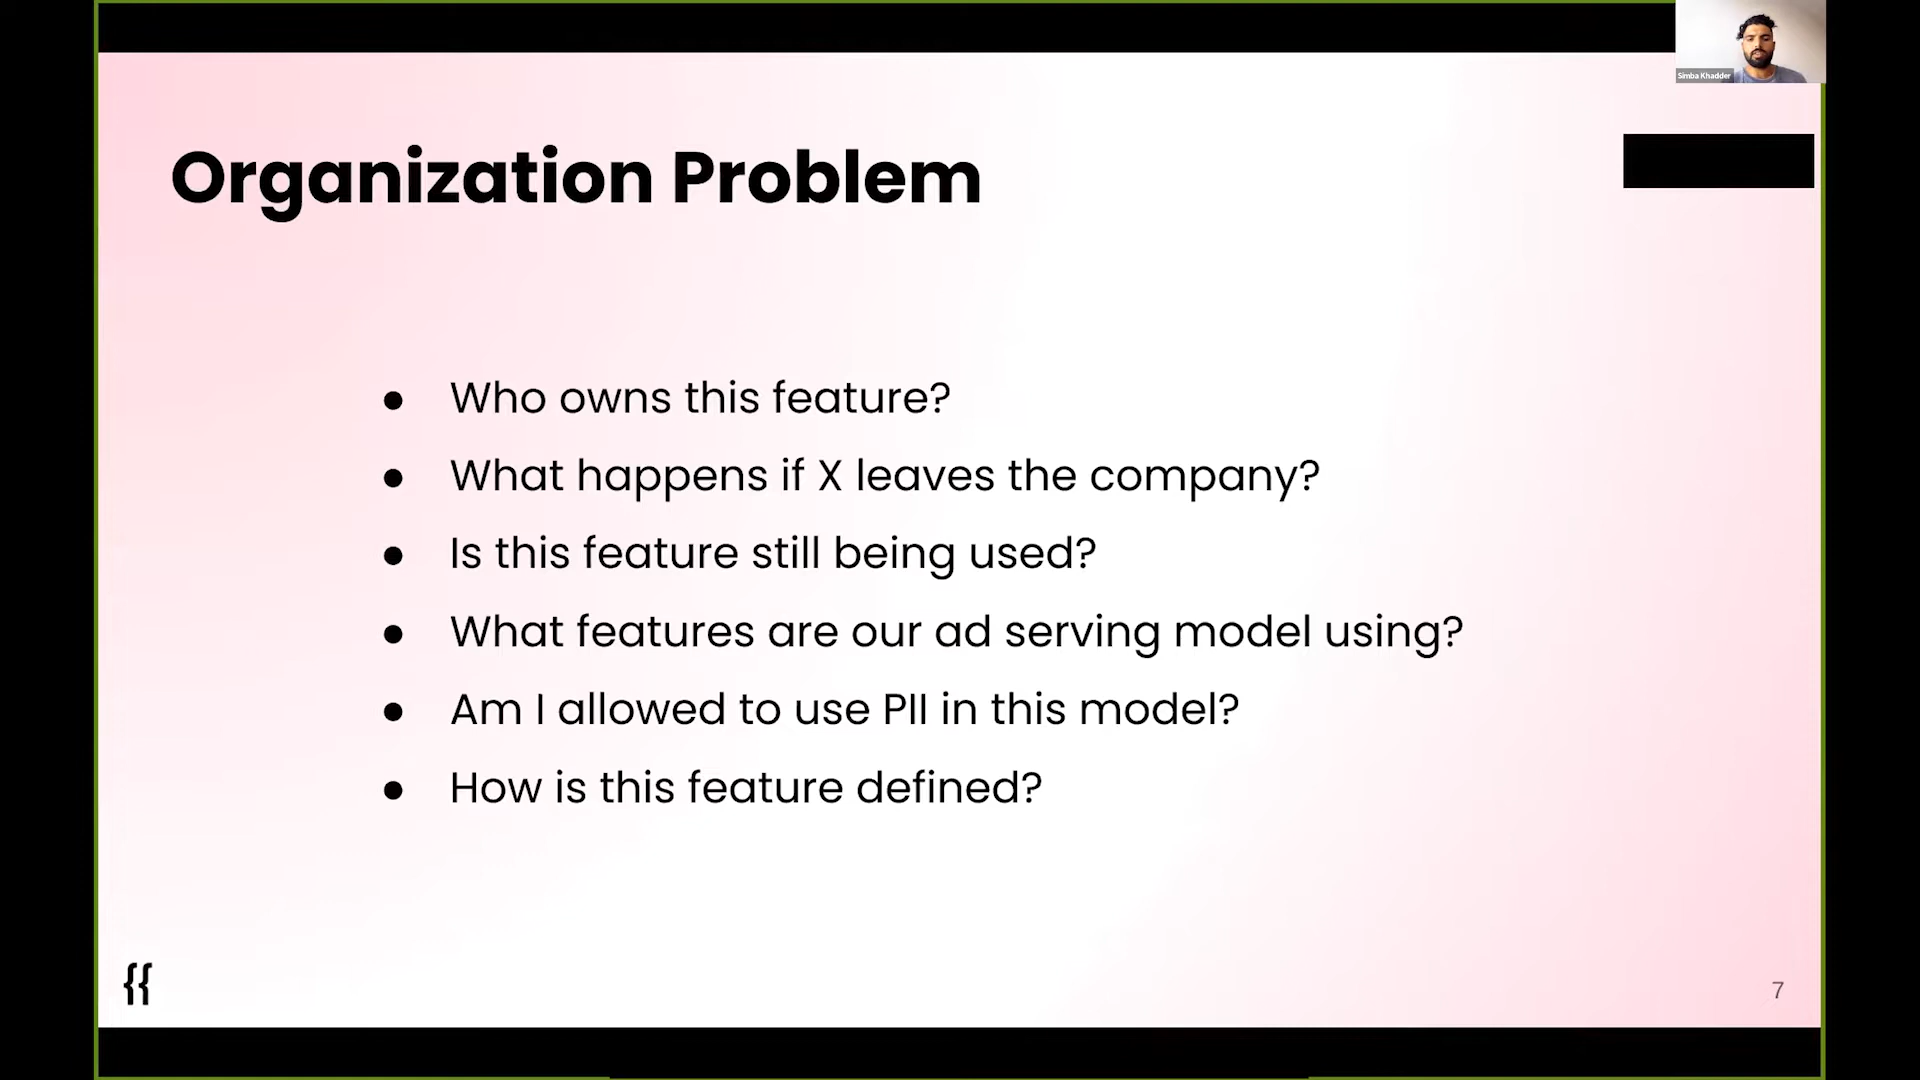 Simba Khadder
Organization Problem
● Who owns this feature?
● What happens if X leaves the company?
● Is this feature still being used?
● What features are our ad serving model using?
● Am I allowed to use PII in this model?
● How is this feature defined?
{{
7